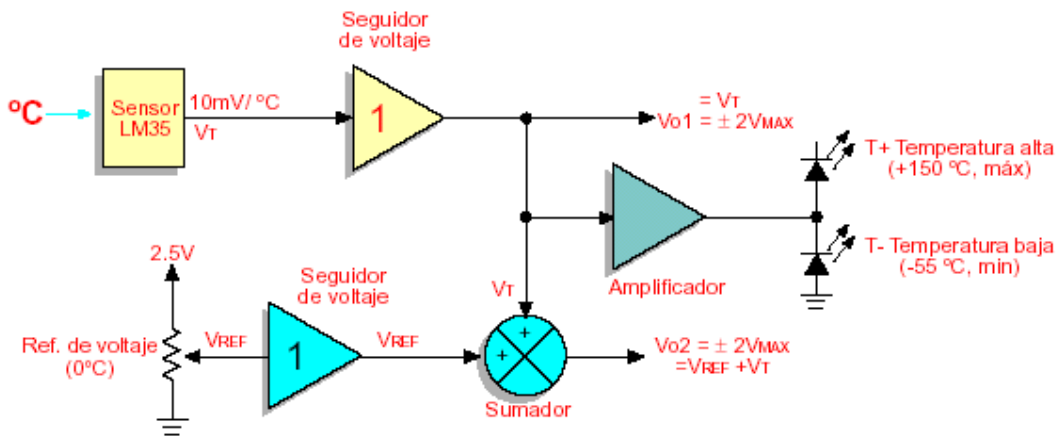 Seguidor
de voltaje
ºC
Sensor
LM35
10mV/ ºC
VT
1
= VT
Vo1 = ± 2VMAX
T+ Temperatura alta
(+150 ºC, máx)
T- Temperatura baja
(-55 ºC, min)
Amplificador
2.5V
Seguidor
de voltaje
VT
Ref. de voltaje
(0ºC)
VREF
1
VREF
+
+
Sumador
Vo2 = ± 2VMAX
=VREF +VT